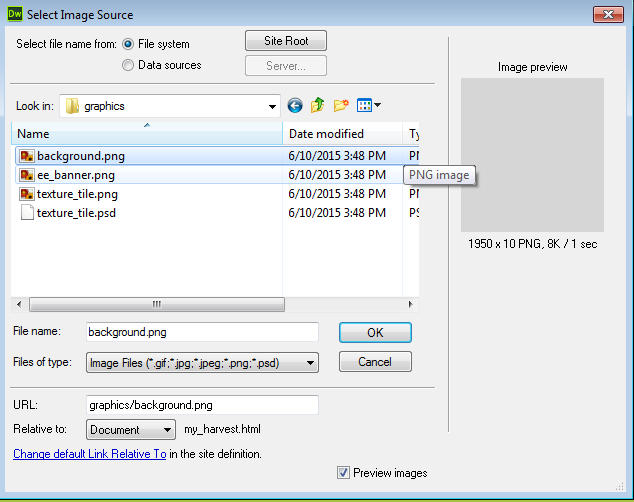 Dw Select Image Source
Select file name from: File system Site Root
Data sources Server...
Image preview
Look in: graphics
Name Date modified Ty
background.png 6/10/2015 3:48 PM PN
ee_banner.png 6/10/2015 3:48 PM PNG image
texture_tile.png 6/10/2015 3:48 PM PN
texture_tile.psd 6/10/2015 3:48 PM PS
1950 x 10 PNG, 8K / 1 sec
File name: background.png OK
Files of type: Image Files (*.gif;*.jpg;*.jpeg;*.png;*.psd) Cancel
URL: graphics/background.png
Relative to: Document my_harvest.html
Change default Link Relative To in the site definition.
Preview images